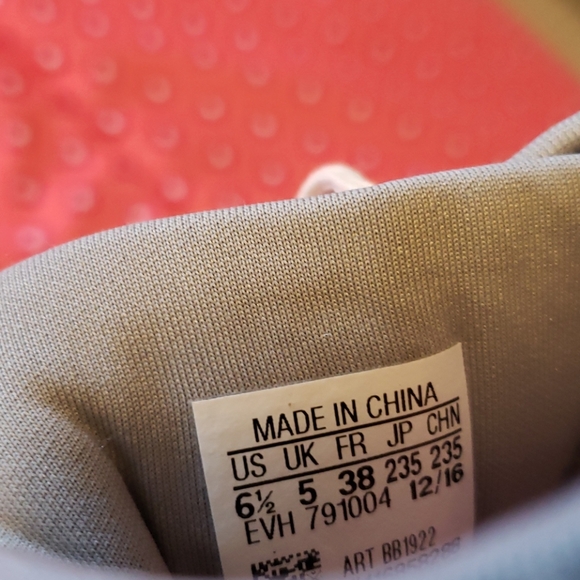 MADE IN CHINA
US UK FR JP CHN
6½ 5 38 235 235
EVH 791004 12/16
ART BB1922